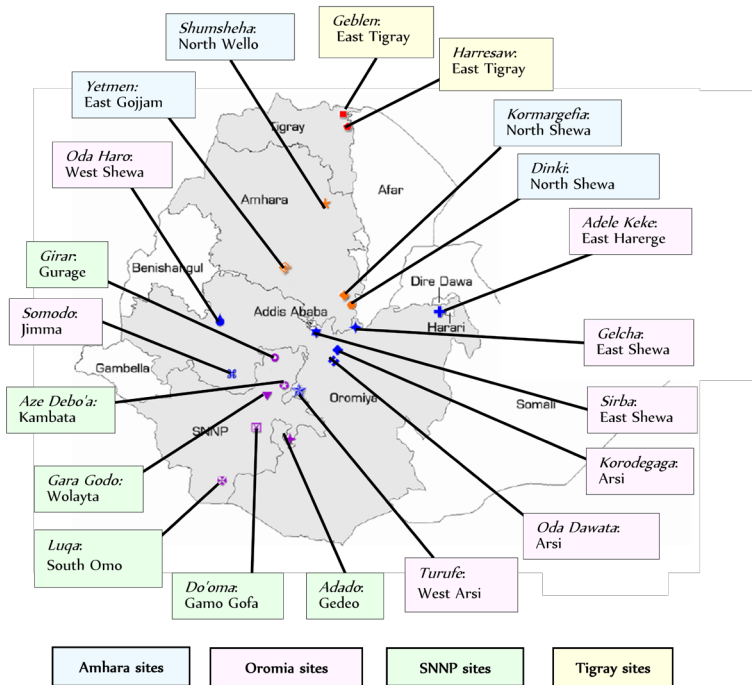 Shumsheha:
North Wello
Geblen:
East Tigray
Harresaw:
East Tigray
Yetmen:
East Gojjam
Kormargefia:
North Shewa
Oda Haro:
West Shewa
Dinki:
North Shewa
Adele Keke:
East Harerge
Girar:
Gurage
Somodo:
Jimma
Gelcha:
East Shewa
Aze Debo'a:
Kambata
Sirba:
East Shewa
Korodegaga:
Arsi
Gara Godo:
Wolayta
Oda Dawata:
Arsi
Luqa:
South Omo
Do'oma:
Gamo Gofa
Adado:
Gedeo
Turufe:
West Arsi
Tigray
Afar
Amhara
Benishangul
Dire Dawa
Addis Ababa
Harari
Gambella
Oromiya
Somali
SNNP
Amhara sites
Oromia sites
SNNP sites
Tigray sites